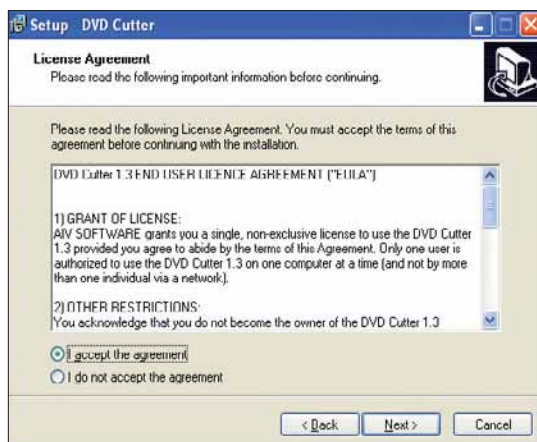 Setup - DVD Cutter
License Agreement
Please read the following important information before continuing.
Please read the following License Agreement. You must accept the terms of this
agreement before continuing with the installation.
DVD Cutter 1.3 END USER LICENCE AGREEMENT ("EULA")
1) GRANT OF LICENSE:
AIV SOFTWARE grants you a single, non-exclusive license to use the DVD Cutter
1.3 provided you agree to abide by the terms of this Agreement. Only one user is
authorized to use the DVD Cutter 1.3 on one computer at a time (and not by more
than one individual via a network).
2) OTHER RESTRICTIONS:
You acknowledge that you do not become the owner of the DVD Cutter 1.3
I accept the agreement
I do not accept the agreement
< Back
Next >
Cancel